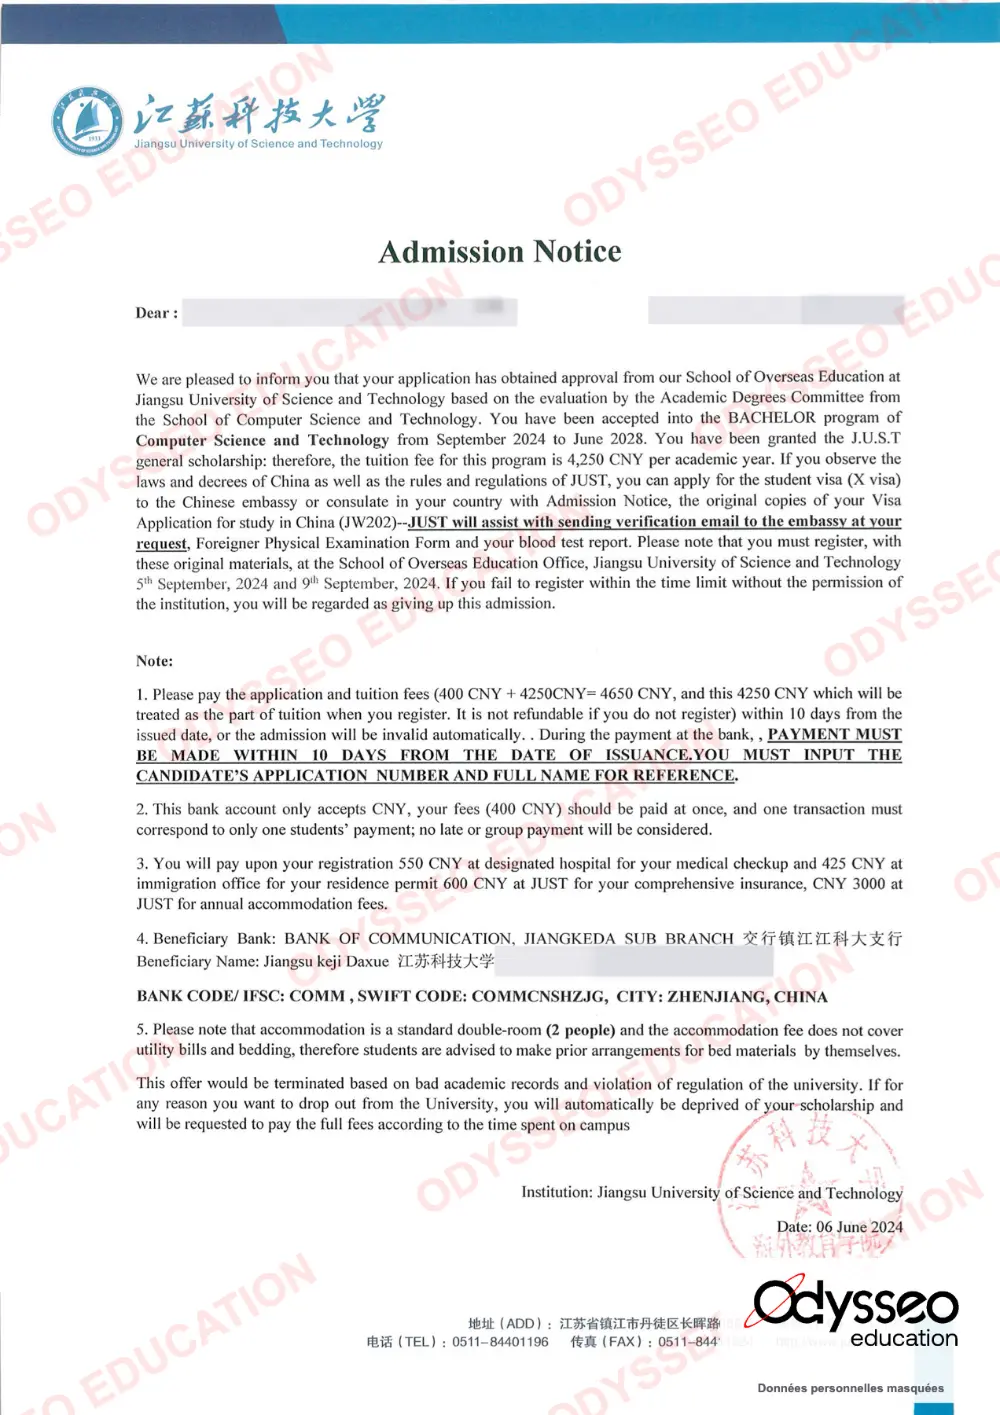 江苏科技大学
Jiangsu University of Science and Technology
Admission Notice
Dear :
We are pleased to inform you that your application has obtained approval from our School of Overseas Education at
Jiangsu University of Science and Technology based on the evaluation by the Academic Degrees Committee from
the School of Computer Science and Technology. You have been accepted into the BACHELOR program of
Computer Science and Technology from September 2024 to June 2028. You have been granted the J.U.S.T
general scholarship: therefore, the tuition fee for this program is 4,250 CNY per academic year. If you observe the
laws and decrees of China as well as the rules and regulations of JUST, you can apply for the student visa (X visa)
to the Chinese embassy or consulate in your country with Admission Notice, the original copies of your Visa
Application for study in China (JW202)--JUST will assist with sending verification email to the embassy at your
request, Foreigner Physical Examination Form and your blood test report. Please note that you must register, with
these original materials, at the School of Overseas Education Office, Jiangsu University of Science and Technology
5th September, 2024 and 9th September, 2024. If you fail to register within the time limit without the permission of
the institution, you will be regarded as giving up this admission.
Note:
1. Please pay the application and tuition fees (400 CNY + 4250CNY= 4650 CNY, and this 4250 CNY which will be
treated as the part of tuition when you register. It is not refundable if you do not register) within 10 days from the
issued date, or the admission will be invalid automatically. . During the payment at the bank, , PAYMENT MUST
BE MADE WITHIN 10 DAYS FROM THE DATE OF ISSUANCE.YOU MUST INPUT THE
CANDIDATE'S APPLICATION NUMBER AND FULL NAME FOR REFERENCE.
2. This bank account only accepts CNY, your fees (400 CNY) should be paid at once, and one transaction must
correspond to only one students' payment; no late or group payment will be considered.
3. You will pay upon your registration 550 CNY at designated hospital for your medical checkup and 425 CNY at
immigration office for your residence permit 600 CNY at JUST for your comprehensive insurance, CNY 3000 at
JUST for annual accommodation fees.
4. Beneficiary Bank: BANK OF COMMUNICATION, JIANGKEDA SUB BRANCH 交行镇江江科大支行
Beneficiary Name: Jiangsu keji Daxue 江苏科技大学
BANK CODE/ IFSC: COMM , SWIFT CODE: COMMCNSHZJG, CITY: ZHENJIANG, CHINA
5. Please note that accommodation is a standard double-room (2 people) and the accommodation fee does not cover
utility bills and bedding, therefore students are advised to make prior arrangements for bed materials by themselves.
This offer would be terminated based on bad academic records and violation of regulation of the university. If for
any reason you want to drop out from the University, you will automatically be deprived of your scholarship and
will be requested to pay the full fees according to the time spent on campus
Institution: Jiangsu University of Science and Technology
Date: 06 June 2024
地址（ADD）：江苏省镇江市丹徒区长晖路
电话（TEL）：0511-84401196 传真（FAX）：0511-844
Odysseo
education
Données personnelles masquées
ODYSSEO EDUCATION